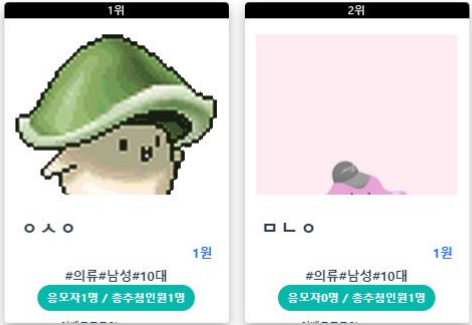 1위
ㅇㅅㅇ
1원
#의류#남성#10대
응모자1명 / 총추첨인원1명
2위
ㅁㄴㅇ
1원
#의류#남성#10대
응모자0명 / 총추첨인원1명